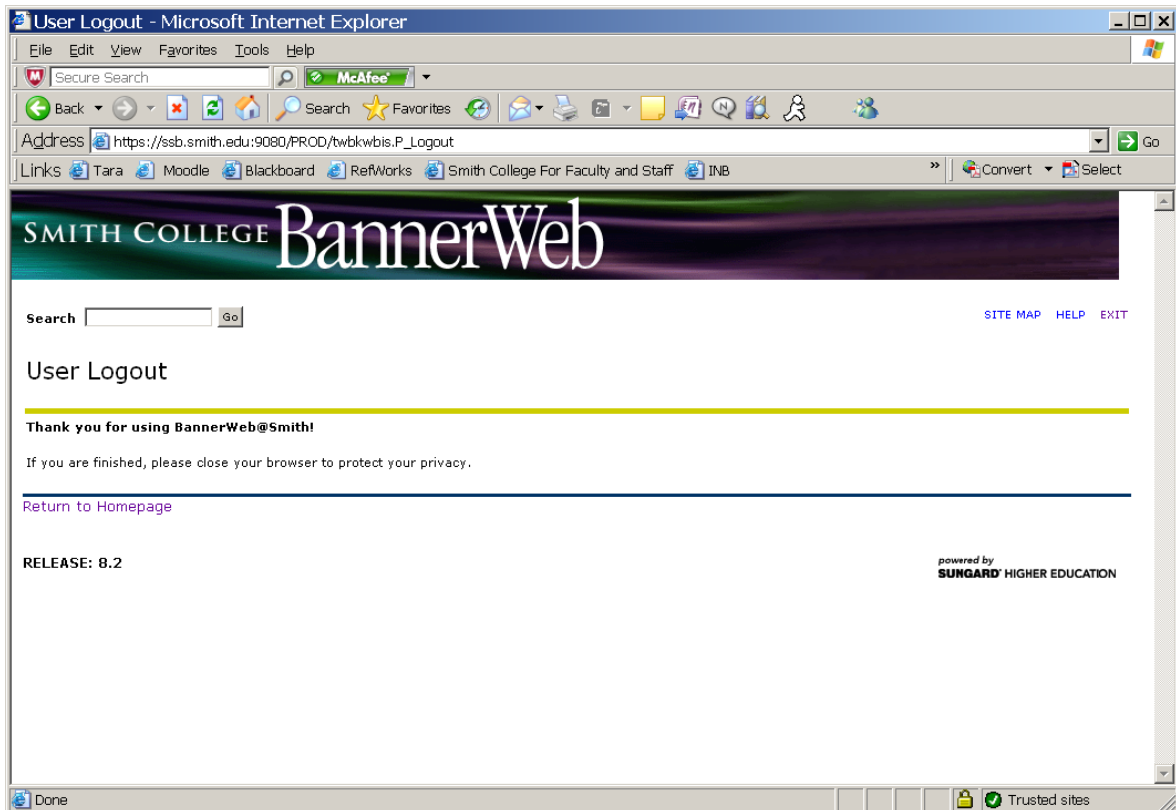 User Logout - Microsoft Internet Explorer
File Edit View Favorites Tools Help
Secure Search McAfee
Back Search Favorites
Address https://ssb.smith.edu:9080/PROD/twbkwbis.P_Logout Go
Links Tara Moodle Blackboard RefWorks Smith College For Faculty and Staff INB » Convert Select
SMITH COLLEGE BannerWeb
Search Go SITE MAP HELP EXIT
User Logout
Thank you for using BannerWeb@Smith!
If you are finished, please close your browser to protect your privacy.
Return to Homepage
RELEASE: 8.2
powered by
SUNGARD® HIGHER EDUCATION
Done Trusted sites